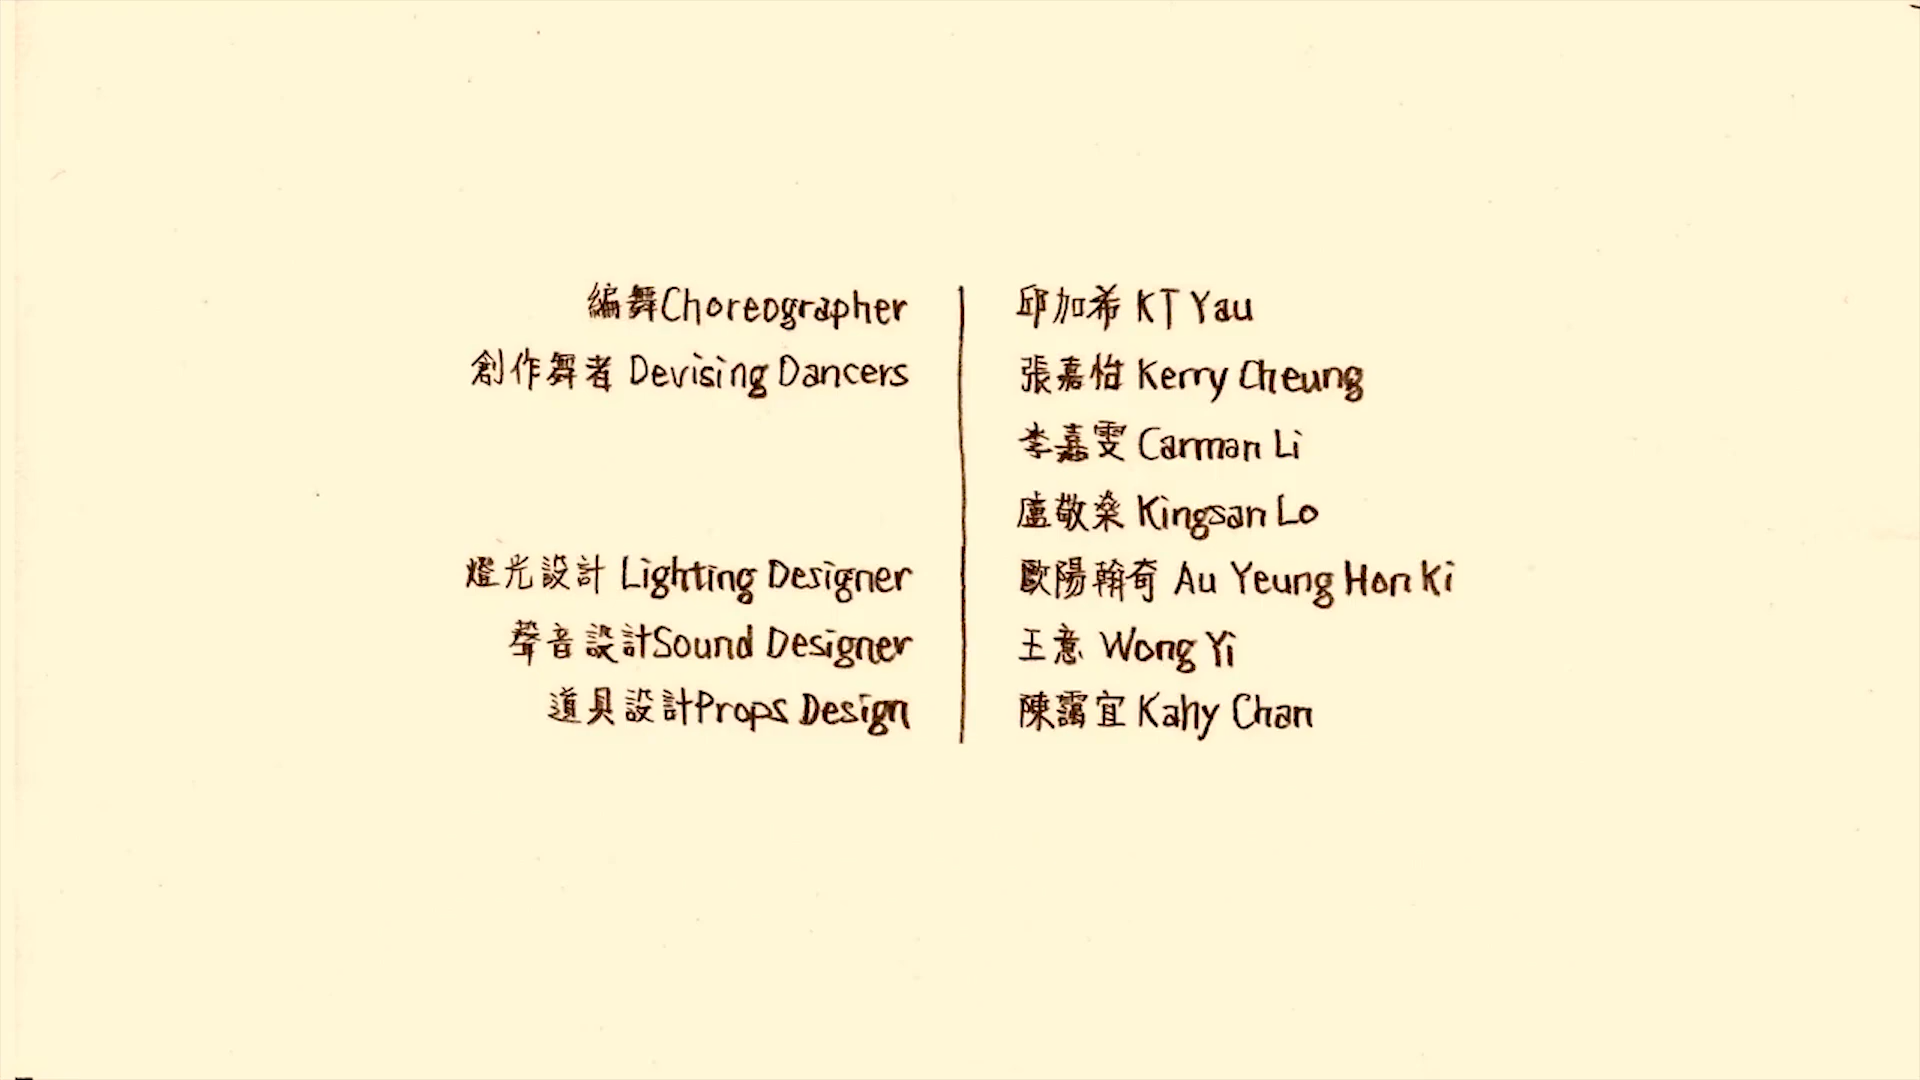 編舞Choreographer 邱加希 KT Yau
創作舞者 Devising Dancers 張嘉怡 Kerry Cheung
李嘉雯 Carman Li
盧敬燊 Kingsan Lo
燈光設計 Lighting Designer 歐陽翰奇 Au Yeung Hon Ki
聲音設計Sound Designer 王意 Wong Yi
道具設計Props Design 陳靄宜 Kahy Chan